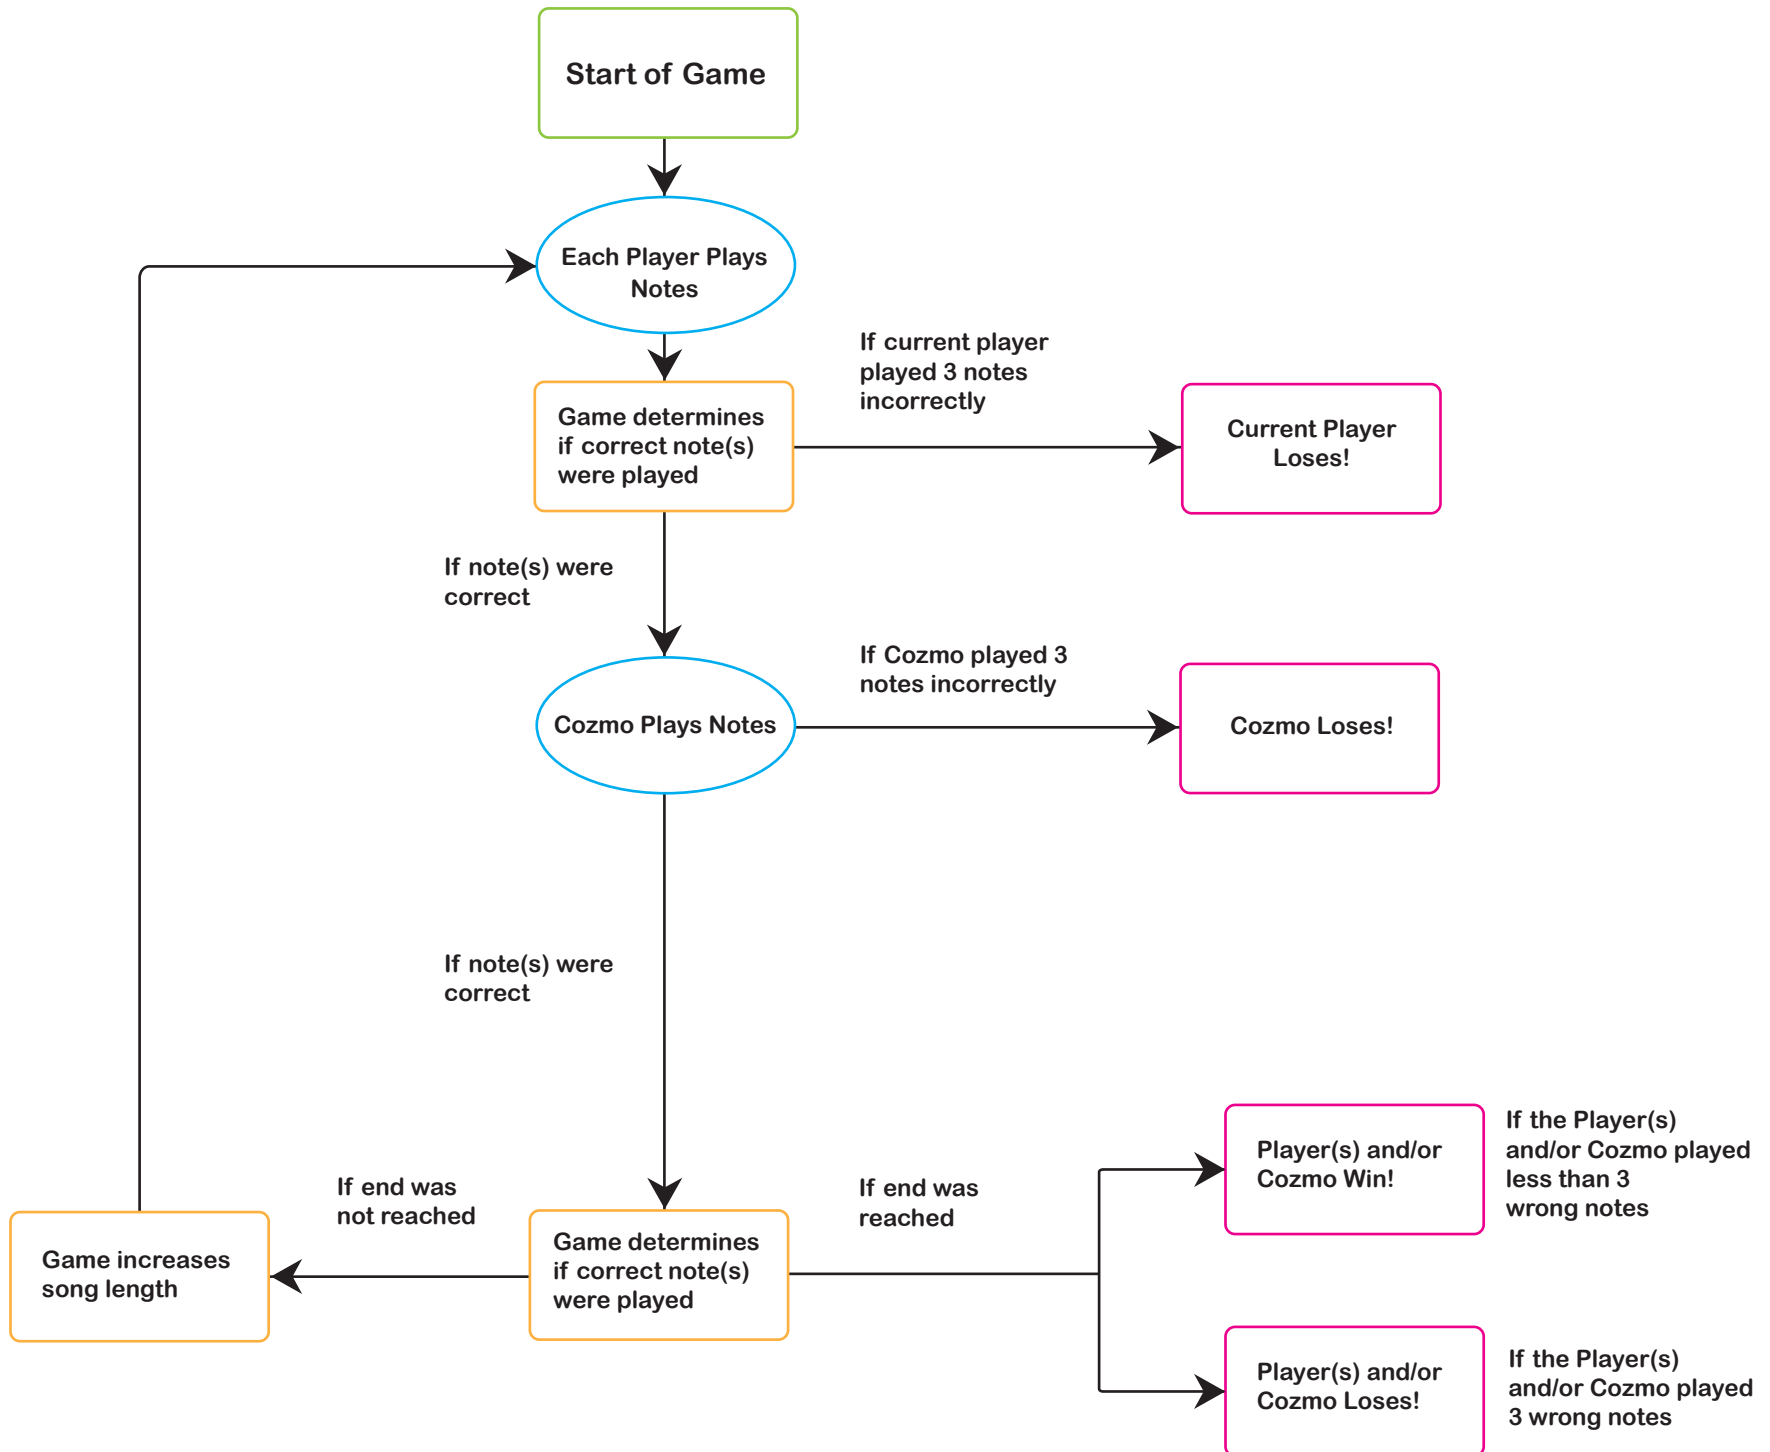 Start of Game
Each Player Plays
Notes
If current player
played 3 notes
incorrectly
Game determines
if correct note(s)
were played
Current Player
Loses!
If note(s) were
correct
If Cozmo played 3
notes incorrectly
Cozmo Plays Notes
Cozmo Loses!
If note(s) were
correct
If end was
not reached
If end was
reached
Player(s) and/or
Cozmo Win!
If the Player(s)
and/or Cozmo played
less than 3
wrong notes
Game increases
song length
Game determines
if correct note(s)
were played
Player(s) and/or
Cozmo Loses!
If the Player(s)
and/or Cozmo played
3 wrong notes